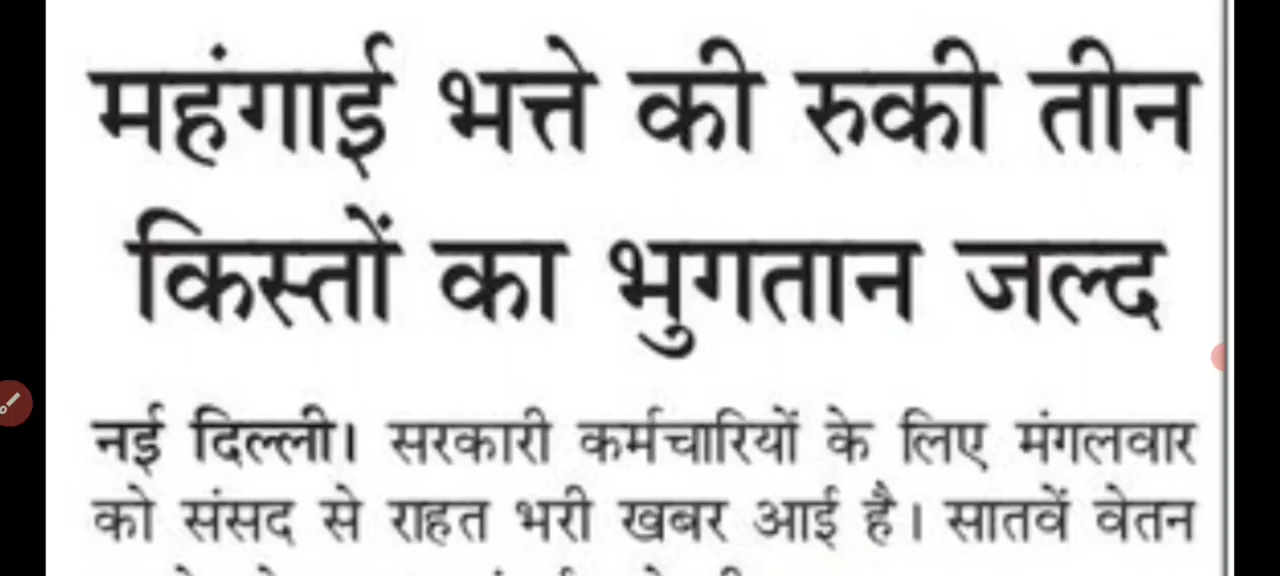 महंगाई भत्ते की रुकी तीन
किस्तों का भुगतान जल्द
नई दिल्ली। सरकारी कर्मचारियों के लिए मंगलवार
को संसद से राहत भरी खबर आई है। सातवें वेतन